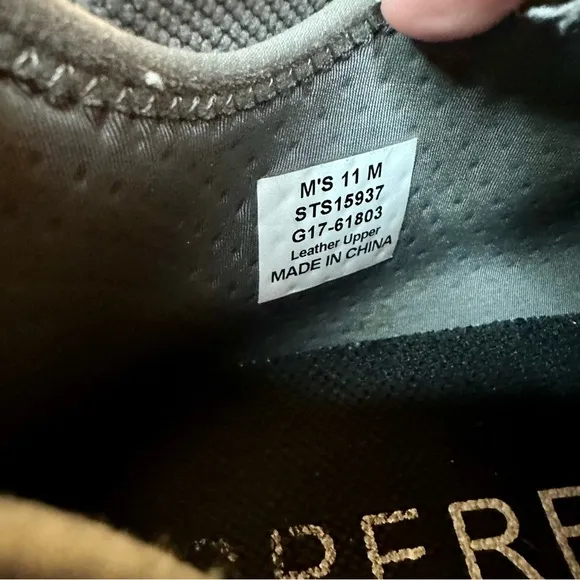 M'S 11 M
STS15937
G17-61803
Leather Upper
MADE IN CHINA